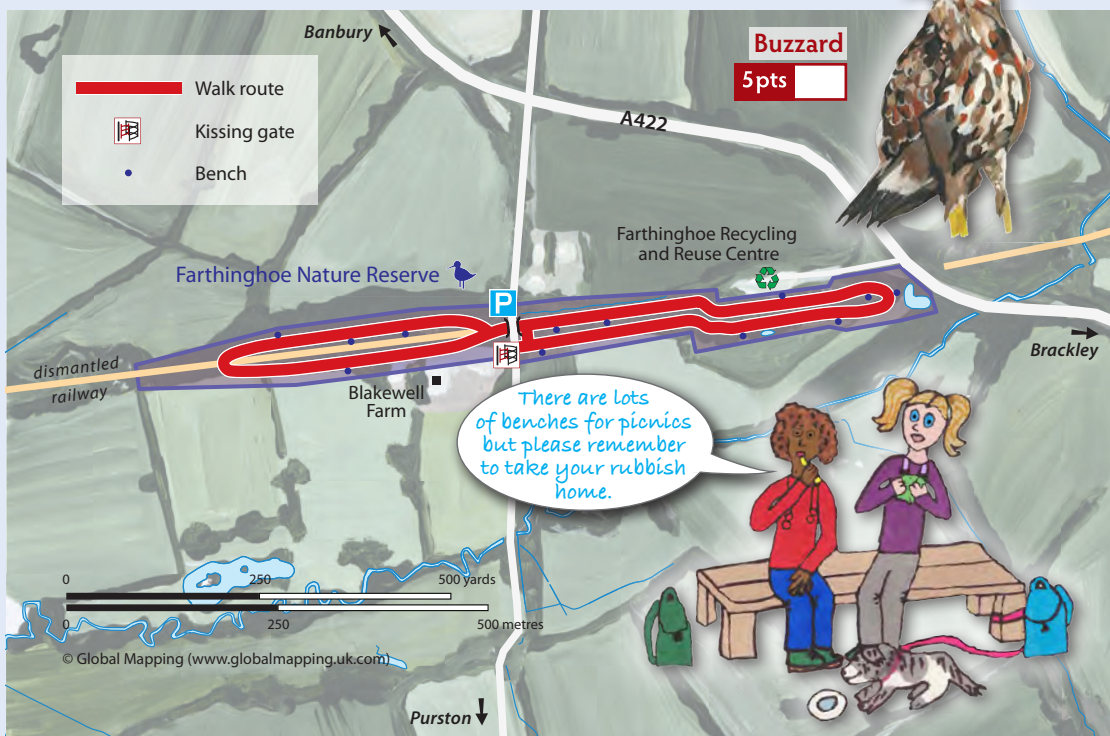 Banbury
Buzzard
5pts
Walk route
Kissing gate
Bench
A422
Farthinghoe Recycling
and Reuse Centre
Farthinghoe Nature Reserve
P
dismantled
railway
Blakewell
Farm
Brackley
There are lots
of benches for picnics
but please remember
to take your rubbish
home.
0 250 500 yards
0 250 500 metres
© Global Mapping (www.globalmapping.uk.com)
Purston